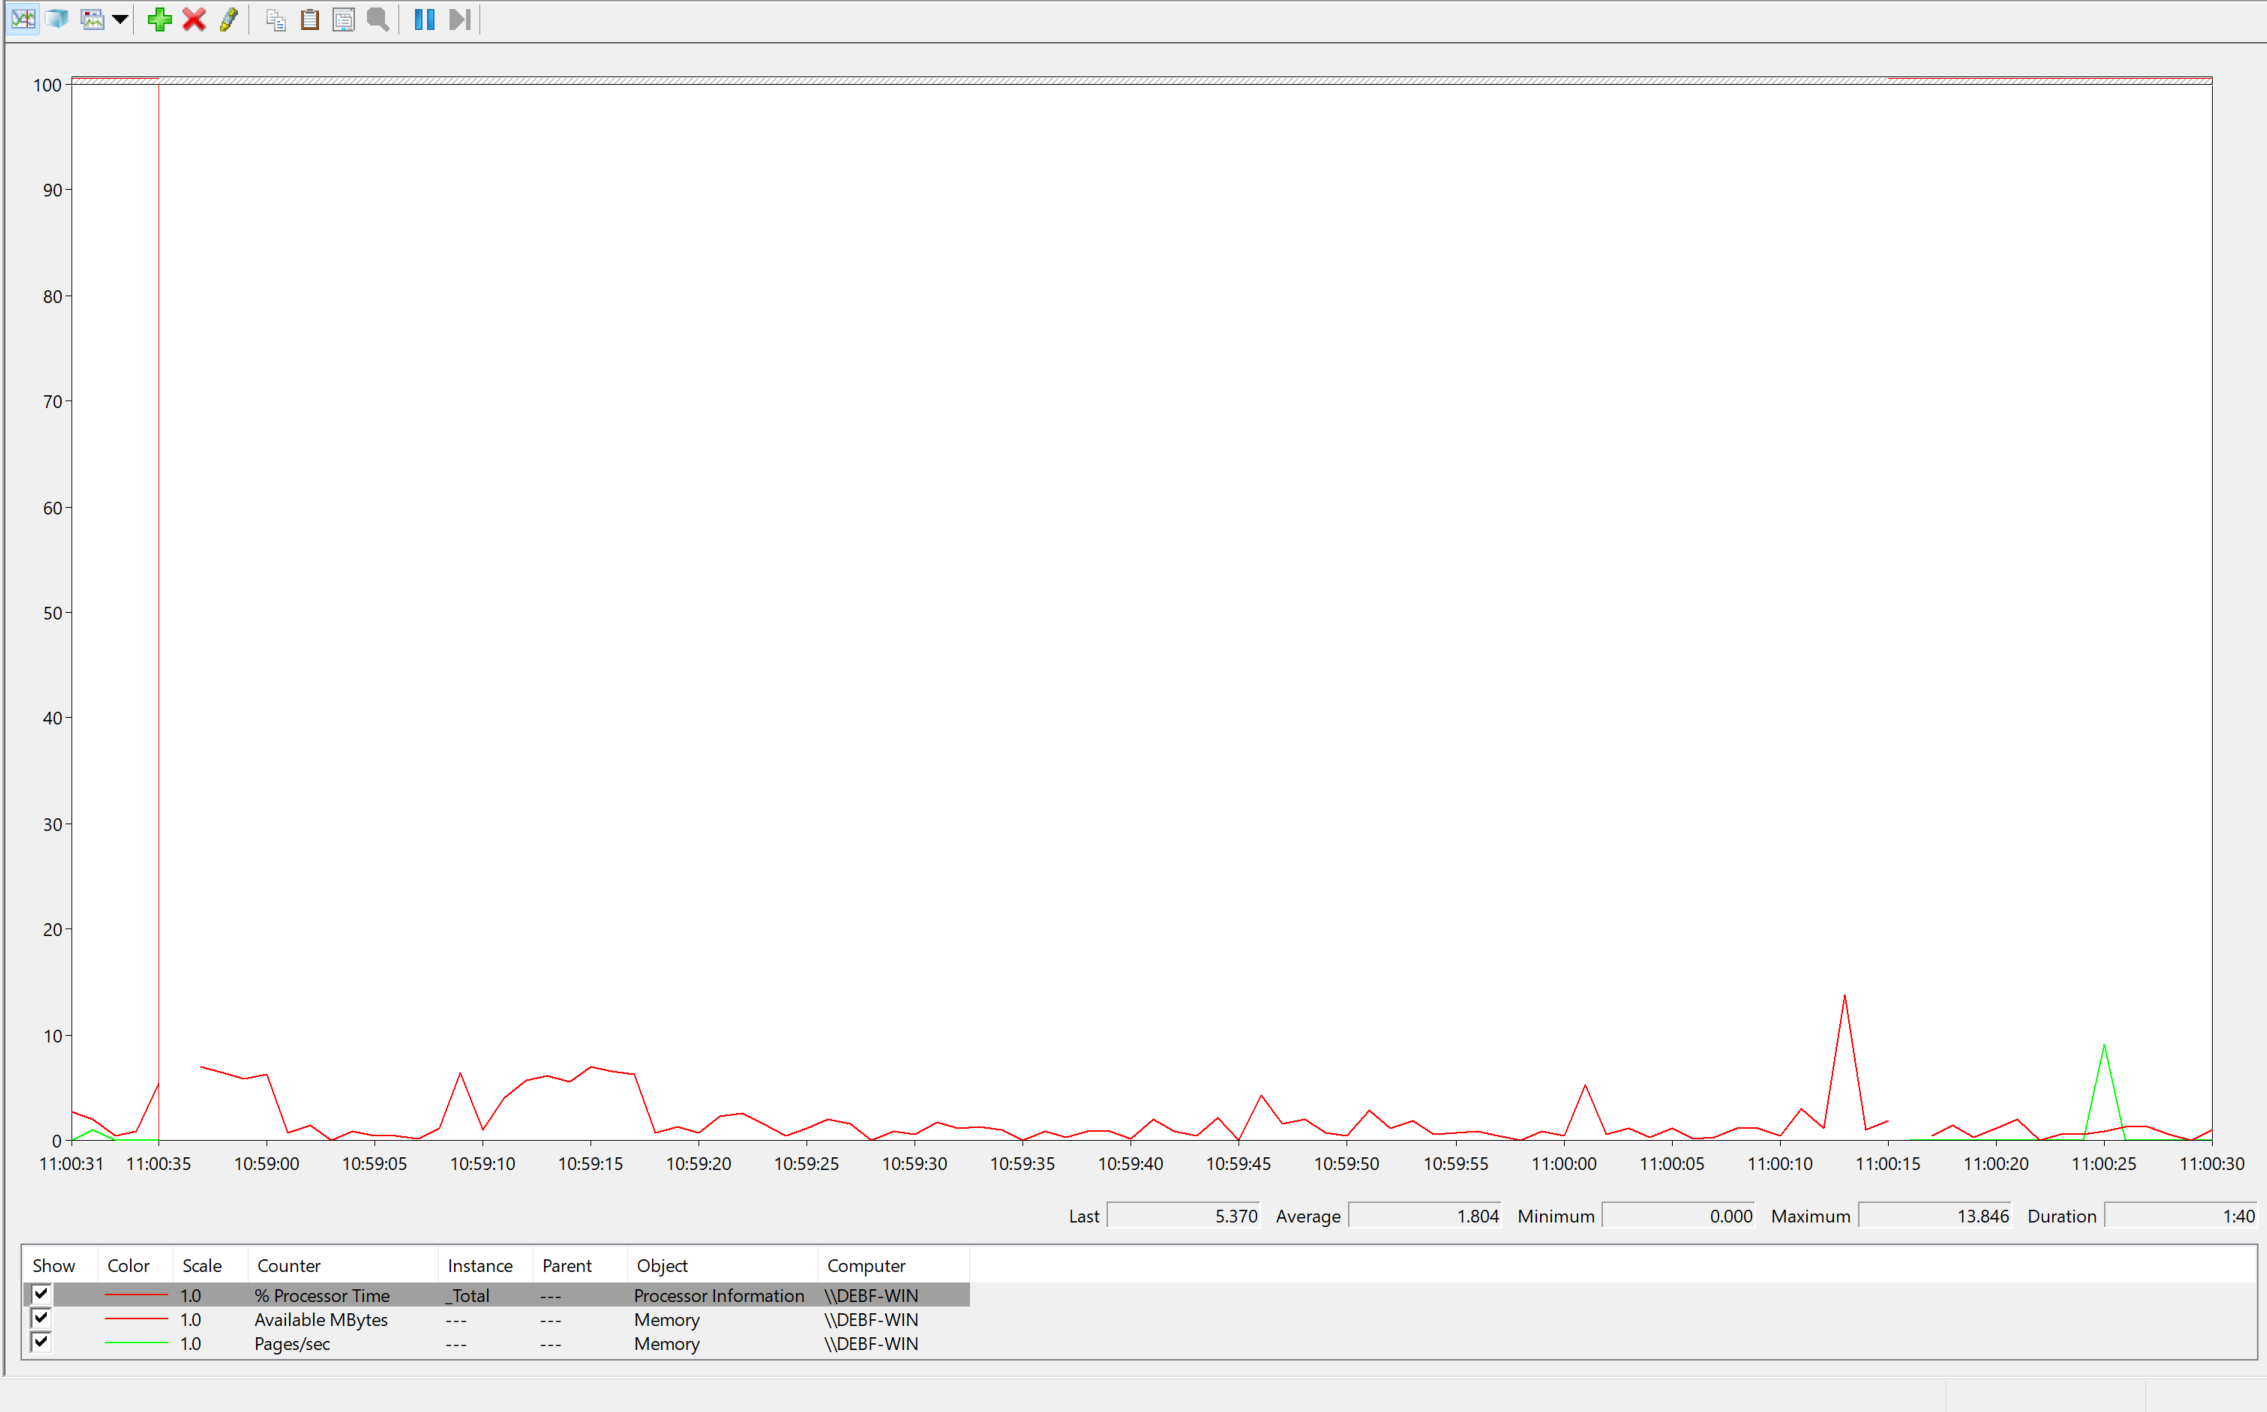 100
90
80
70
60
50
40
30
20
10
0
11:00:31 11:00:35 10:59:00 10:59:05 10:59:10 10:59:15 10:59:20 10:59:25 10:59:30 10:59:35 10:59:40 10:59:45 10:59:50 10:59:55 11:00:00 11:00:05 11:00:10 11:00:15 11:00:20 11:00:25 11:00:30
Last 5.370 Average 1.804 Minimum 0.000 Maximum 13.846 Duration 1:40
Show Color Scale Counter Instance Parent Object Computer
1.0 % Processor Time _Total --- Processor Information \\DEBF-WIN
1.0 Available MBytes --- --- Memory \\DEBF-WIN
1.0 Pages/sec --- --- Memory \\DEBF-WIN